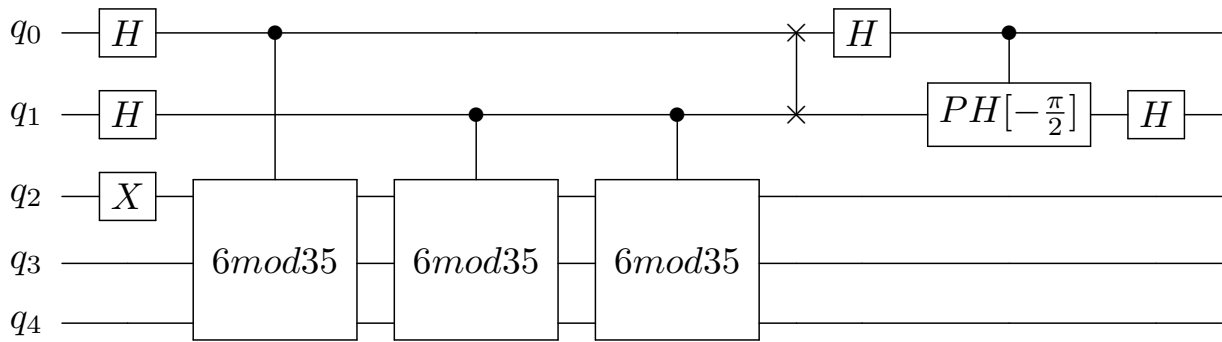 q0 H H
q1 H PH[−π/2] H
q2 X
q3 6mod35 6mod35 6mod35
q4